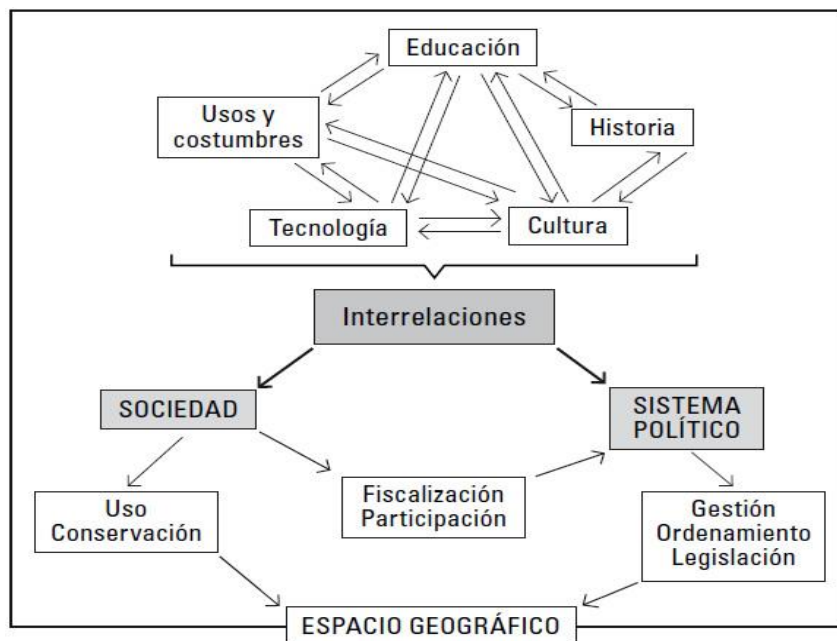 Educación
Usos y
costumbres
Historia
Tecnología
Cultura
Interrelaciones
SOCIEDAD
SISTEMA
POLÍTICO
Fiscalización
Participación
Uso
Conservación
Gestión
Ordenamiento
Legislación
ESPACIO GEOGRÁFICO